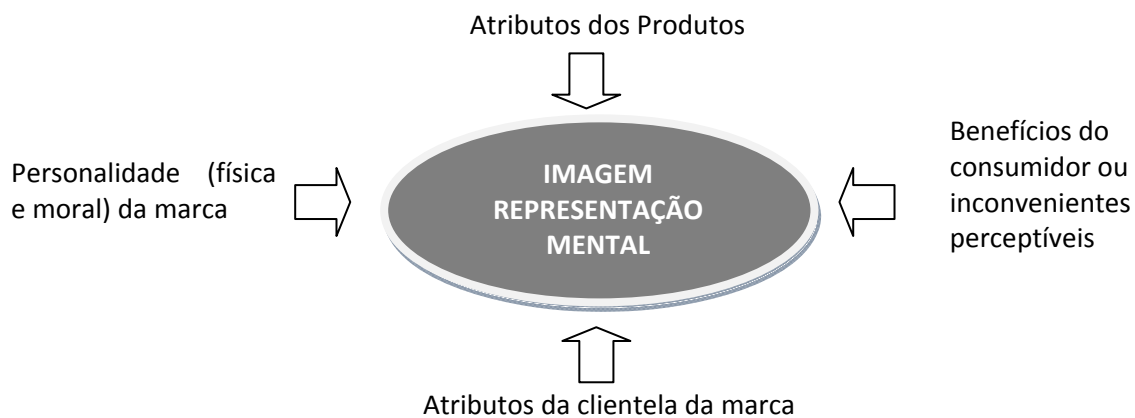 Atributos dos Produtos
Personalidade (física
e moral) da marca
IMAGEM
REPRESENTAÇÃO
MENTAL
Benefícios do
consumidor ou
inconvenientes
perceptíveis
Atributos da clientela da marca